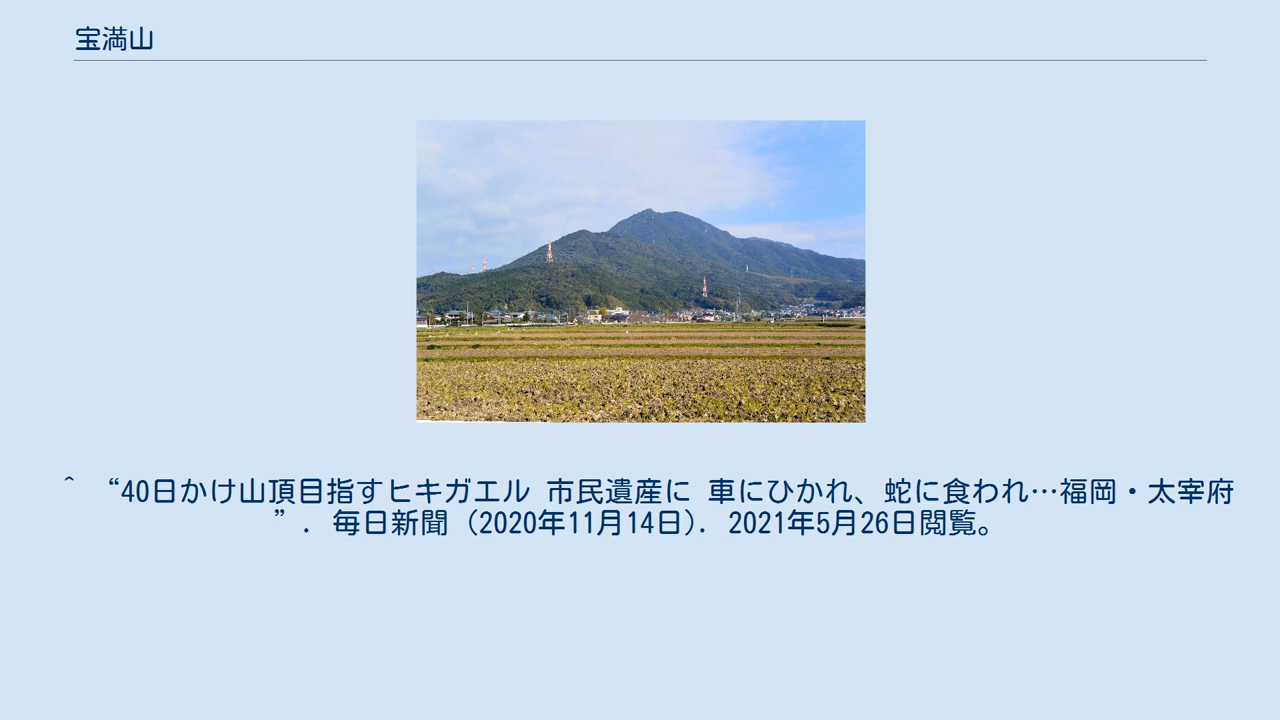 宝満山
^ “40日かけ山頂目指すヒキガエル 市民遺産に 車にひかれ、蛇に食われ…福岡・太宰府
”. 毎日新聞 (2020年11月14日). 2021年5月26日閲覧。